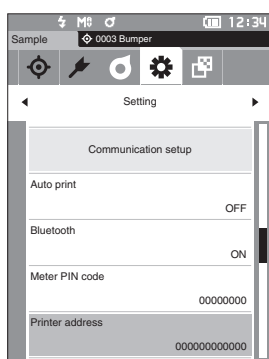 M0 12:34
Sample 0003 Bumper
Setting
Communication setup
Auto print
OFF
Bluetooth
ON
Meter PIN code
00000000
Printer address
000000000000